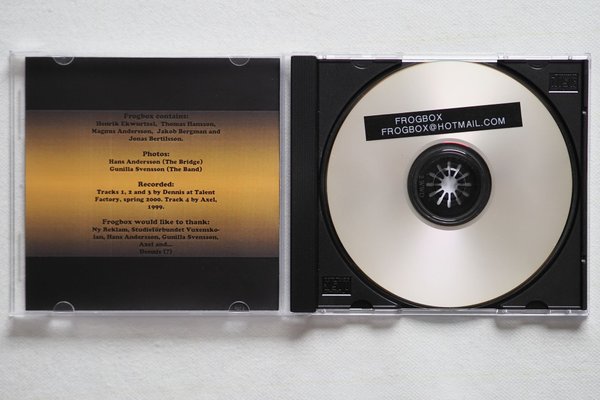 Frogbox contains:
Henrik Ekwurtsel, Thomas Hansson,
Magnus Andersson, Jakob Bergman and
Jonas Bertilsson.
Photos:
Hans Andersson (The Bridge)
Gunilla Svensson (The Band)
Recorded:
Tracks 1, 2 and 3 by Dennis at Talent
Factory, spring 2000. Track 4 by Axel,
1999.
Frogbox would like to thank:
Ny Reklam, Studieförbundet Vuxensko-
lan, Hans Andersson, Gunilla Svensson,
Axel and...
Dennis (?)
FROGBOX
FROGBOX@HOTMAIL.COM